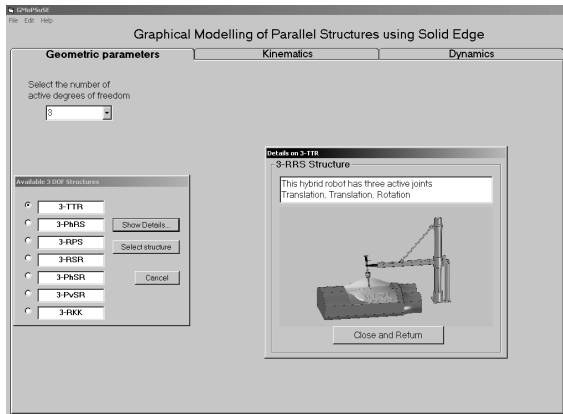 GMoPSuSE
File Edit Help
Graphical Modelling of Parallel Structures using Solid Edge
Geometric parameters
Kinematics
Dynamics
Select the number of
active degrees of freedom
3
Available 3 DOF Structures
3-TTR
3-PhRS
3-RPS
3-RSR
3-PhSR
3-PvSR
3-RKK
Show Details...
Select structure
Cancel
Details on 3-TTR
3-RRS Structure
This hybrid robot has three active joints
Translation, Translation, Rotation
Close and Return